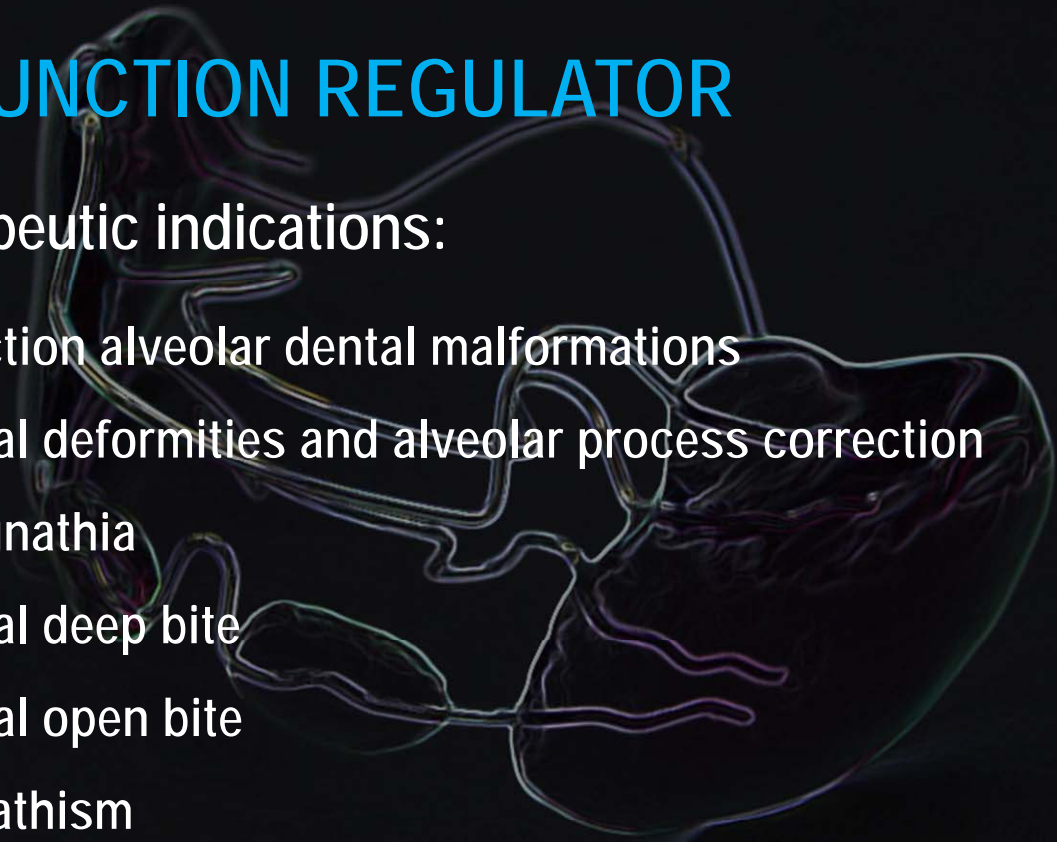 UNCTION REGULATOR
peutic indications:
ction alveolar dental malformations
al deformities and alveolar process correction
gnathia
al deep bite
al open bite
athism